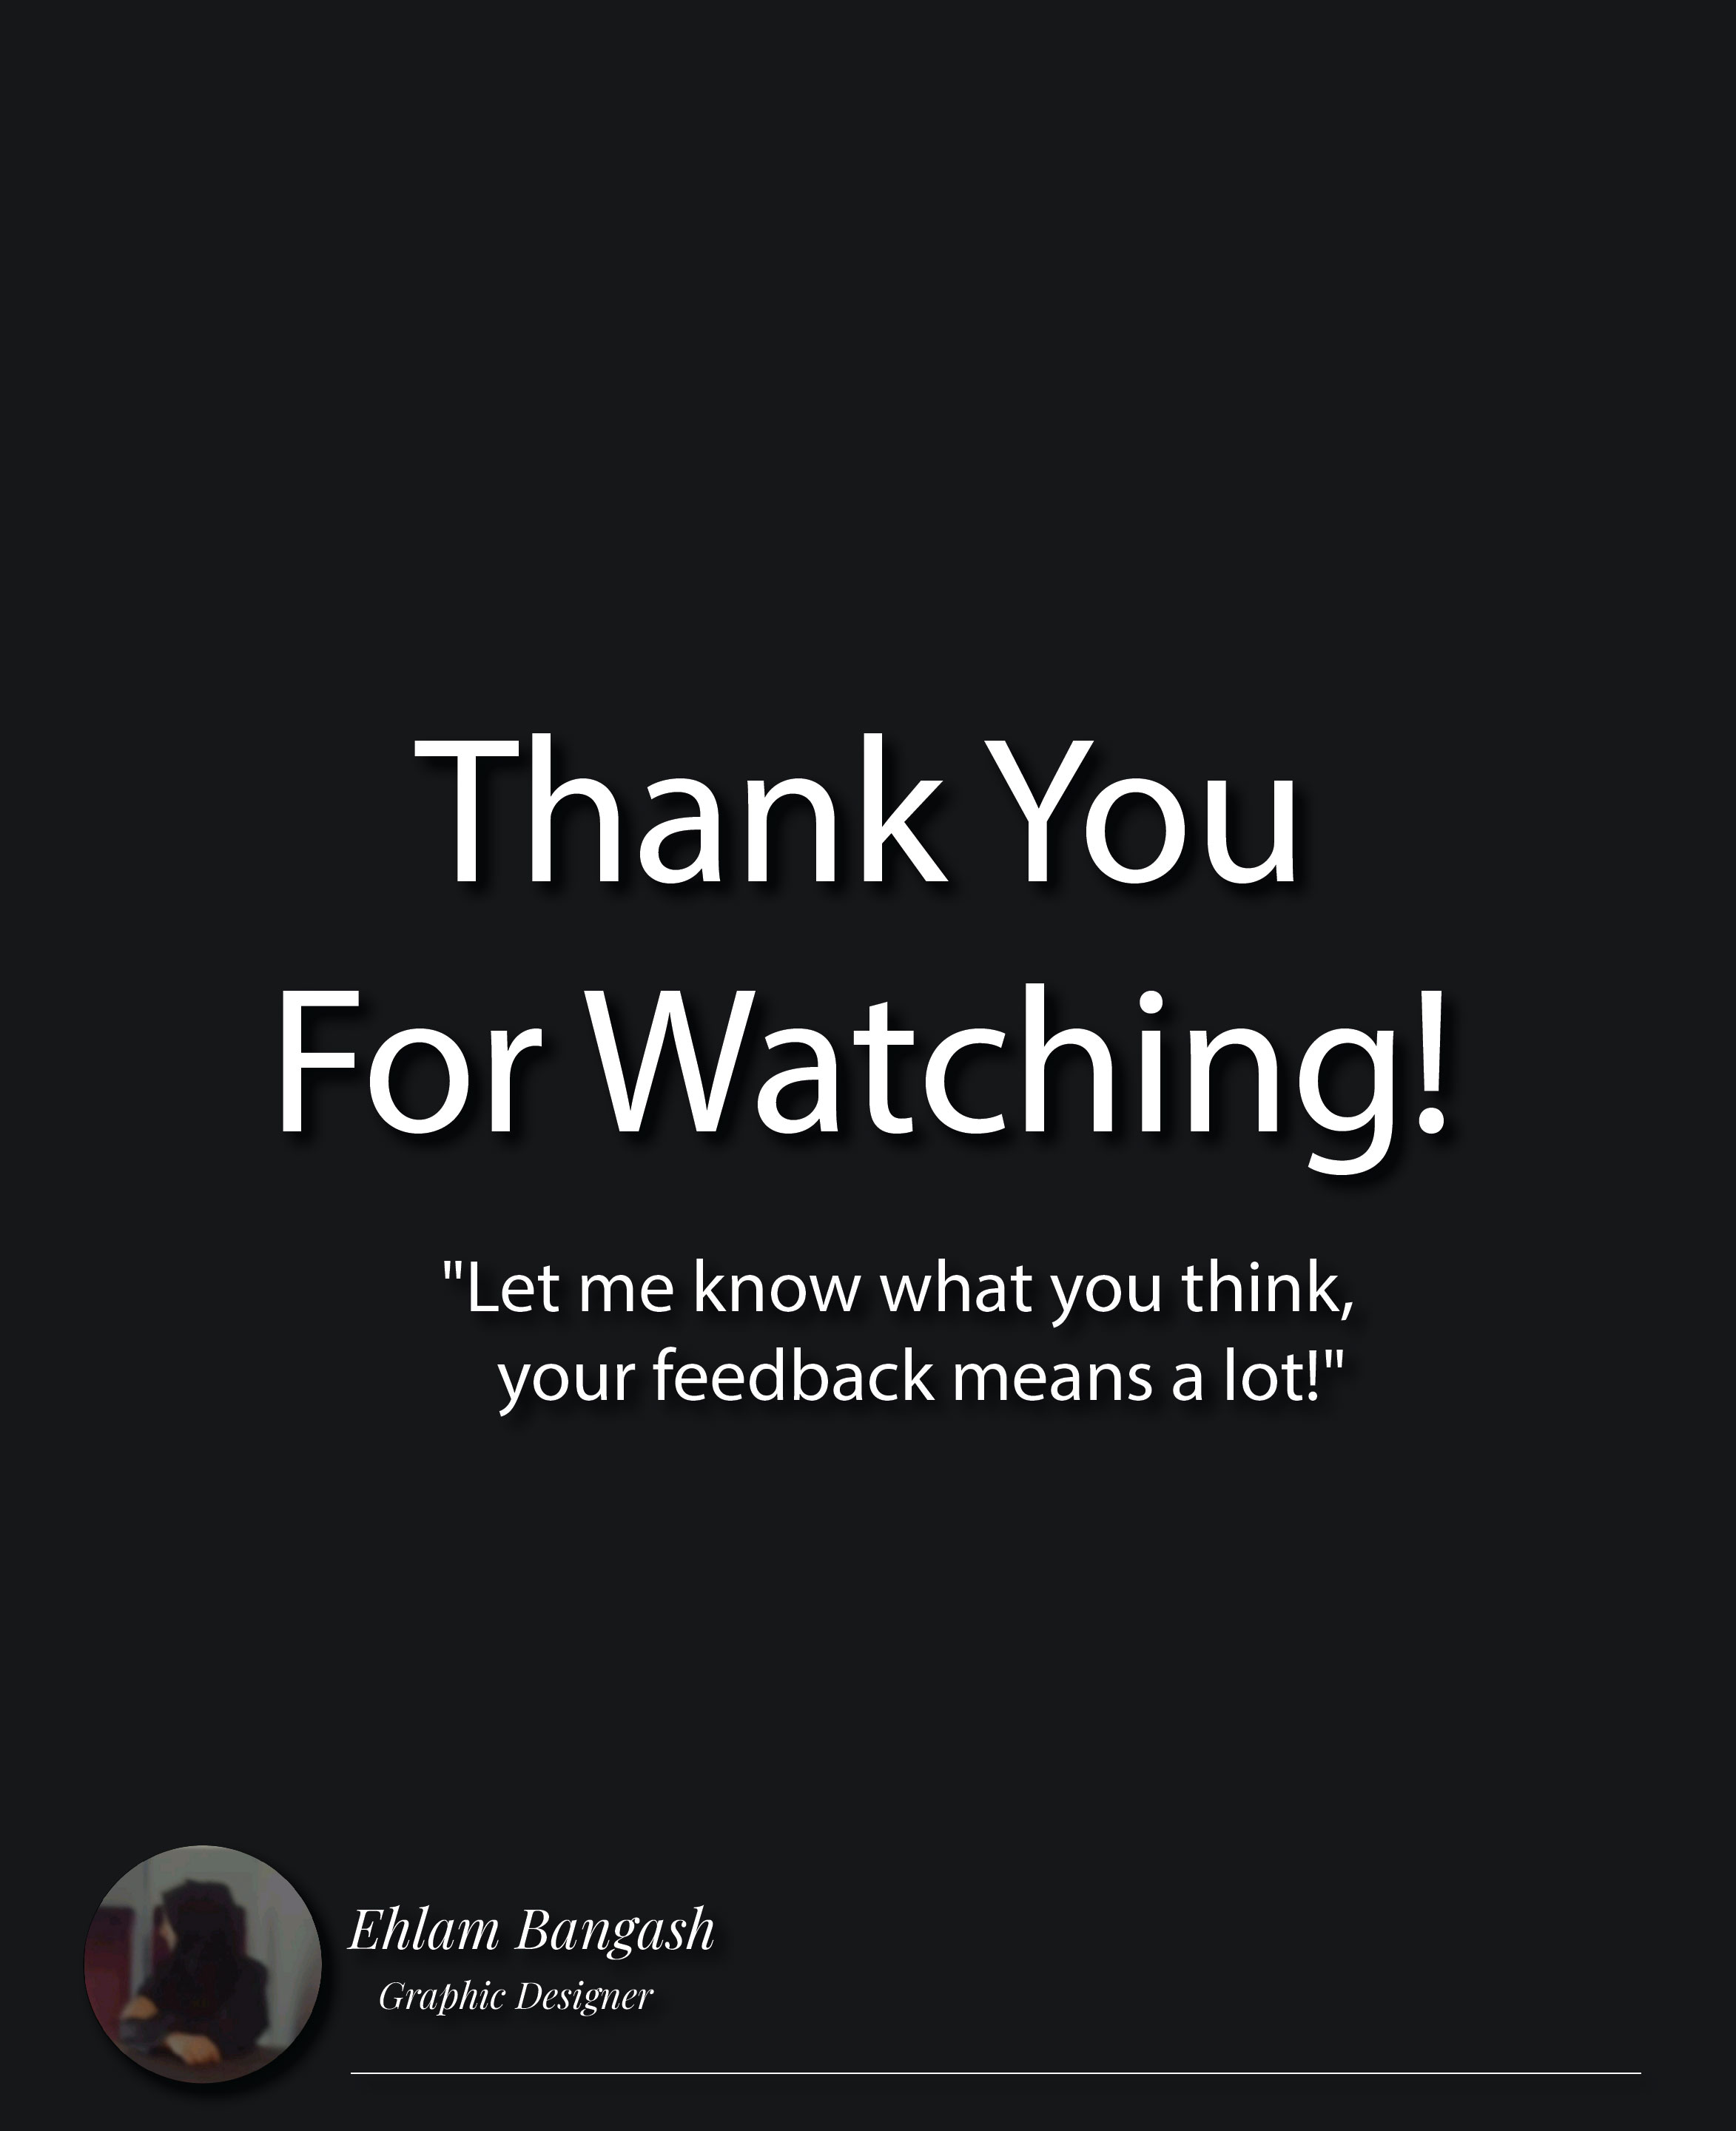 Thank You
For Watching!
"Let me know what you think,
your feedback means a lot!"
Ehlam Bangash
Graphic Designer